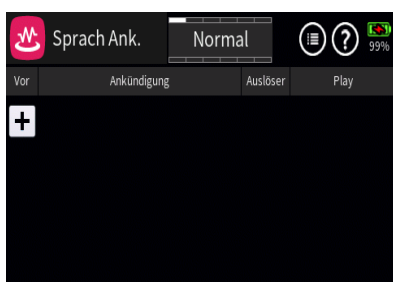 Sprach Ank.
Normal
?
99%
Vor Ankündigung Auslöser Play
+